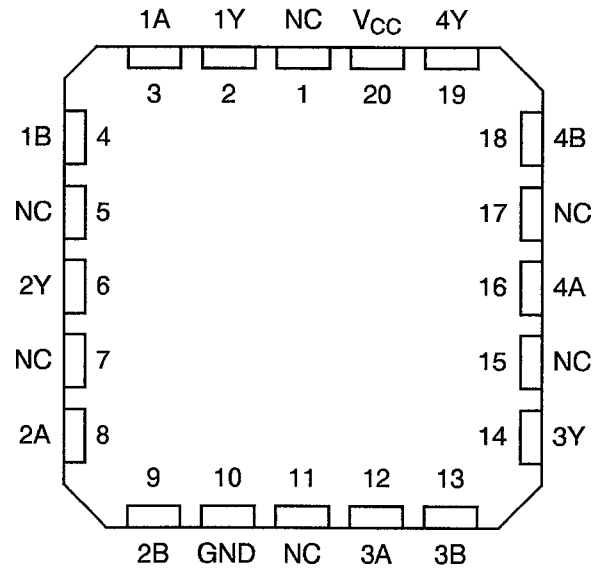 1A 1Y NC VCC 4Y
3 2 1 20 19
1B 4 18 4B
NC 5 17 NC
2Y 6 16 4A
NC 7 15 NC
2A 8 14 3Y
9 10 11 12 13
2B GND NC 3A 3B